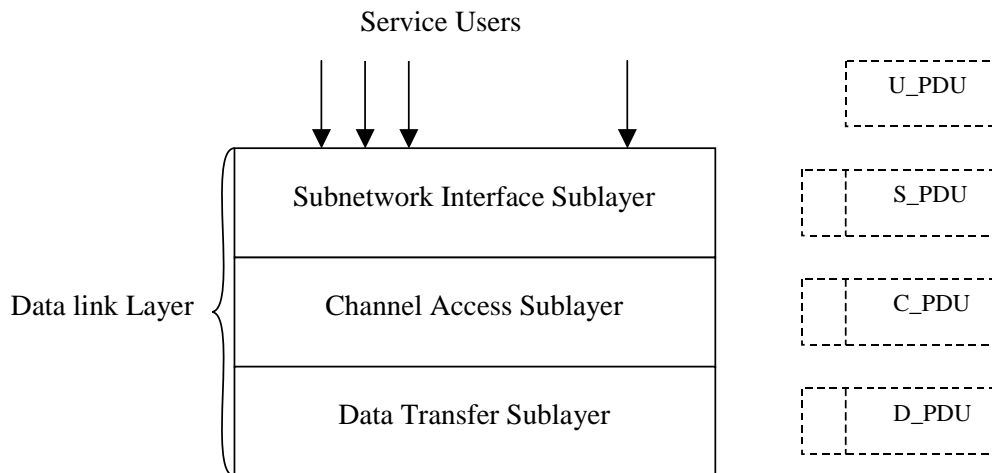 Service Users
U_PDU
Subnetwork Interface Sublayer
S_PDU
Data link Layer
Channel Access Sublayer
C_PDU
Data Transfer Sublayer
D_PDU